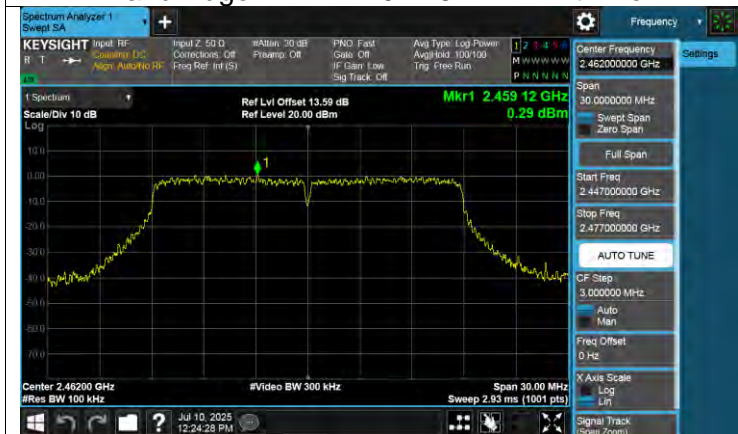 Spectrum Analyzer 1
Swept SA
Frequency
KEYSIGHT
R T
Input: RF
Coupling: DC
Align: Auto/No RF
Input Z: 50 Ω
Corrections: Off
Freq Ref: Int (S)
#Atten: 30 dB
Preamp: Off
PNO: Fast
Gate: Off
IF Gain: Low
Sig Track: Off
Avg Type: Log-Power
Avg|Hold: 100/100
Trig: Free Run
1 2 3 4 5 6
M W W W W W
P N N N N N
1 Spectrum
Scale/Div 10 dB
Log
Ref Lvl Offset 13.59 dB
Ref Level 20.00 dBm
Mkr1 2.459 12 GHz
0.29 dBm
10.0
0.00
-10.0
-20.0
-30.0
-40.0
-50.0
-60.0
-70.0
1
Center 2.46200 GHz
#Res BW 100 kHz
#Video BW 300 kHz
Span 30.00 MHz
Sweep 2.93 ms (1001 pts)
Center Frequency
2.462000000 GHz
Settings
Span
30.0000000 MHz
Swept Span
Zero Span
Full Span
Start Freq
2.447000000 GHz
Stop Freq
2.477000000 GHz
AUTO TUNE
CF Step
3.000000 MHz
Auto
Man
Freq Offset
0 Hz
X Axis Scale
Log
Lin
Signal Track
(Span Zoom)
Jul 10, 2025
12:24:28 PM